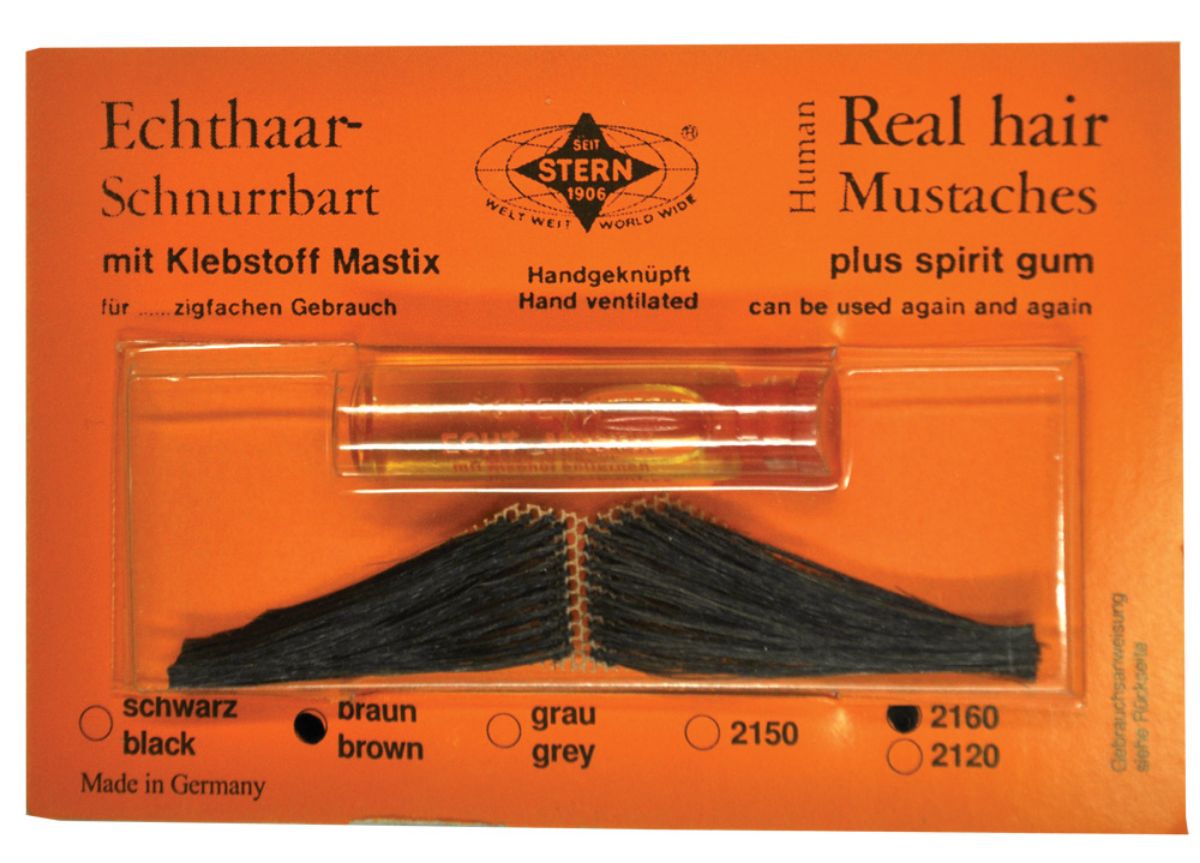 Echthaar-
Schnurrbart
mit Klebstoff Mastix
für ......zigfachen Gebrauch
SEIT
STERN
1906
WELT WEIT WORLD WIDE
®
Handgeknüpft
Hand ventilated
Human
Real hair
Mustaches
plus spirit gum
can be used again and again
ECHT
schwarz
black
braun
brown
grau
grey
2150
2160
2120
Made in Germany
Gebrauchsanweisung
siehe Rückseite